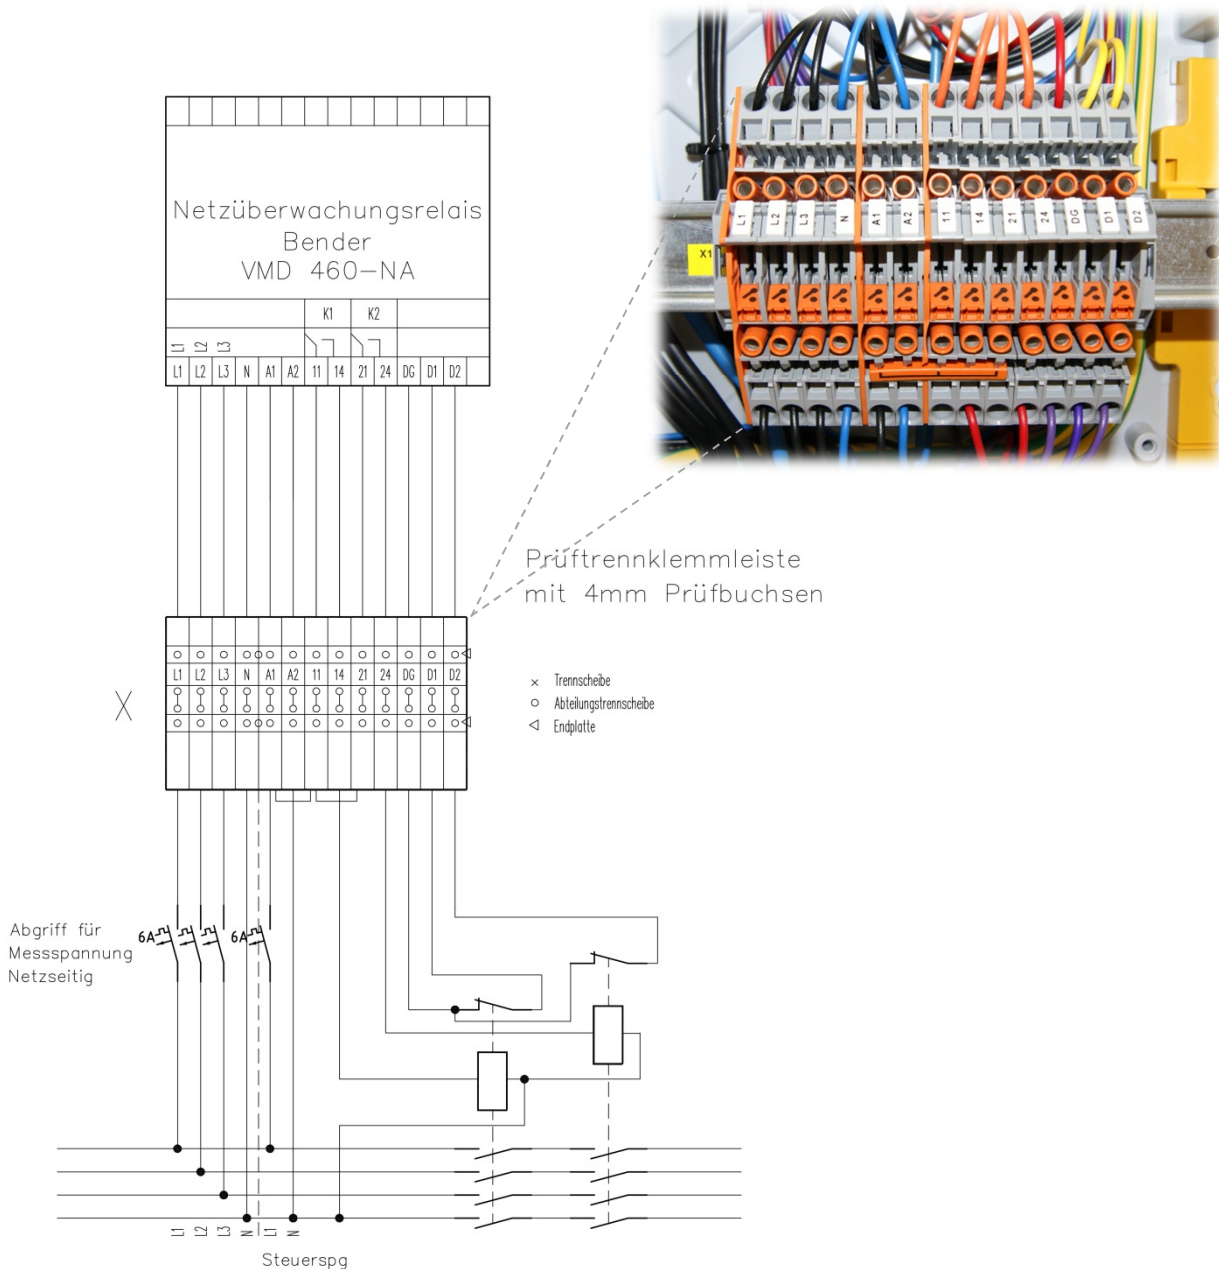 Netzüberwachungsrelais
Bender
VMD 460-NA
K1 K2
L1 L2 L3
L1 L2 L3 N A1 A2 11 14 21 24 DG D1 D2
X1
L1 L2 L3 N A1 A2 11 14 21 24 DG D1 D2
Prüftrennklemmleiste
mit 4mm Prüfbuchsen
L1 L2 L3 N A1 A2 11 14 21 24 DG D1 D2
X
× Trennscheibe
○ Abteilungstrennscheibe
◁ Endplatte
Abgriff für
Messspannung
Netzseitig
6A 6A
L1 L2 L3 N L1 N
Steuerspg